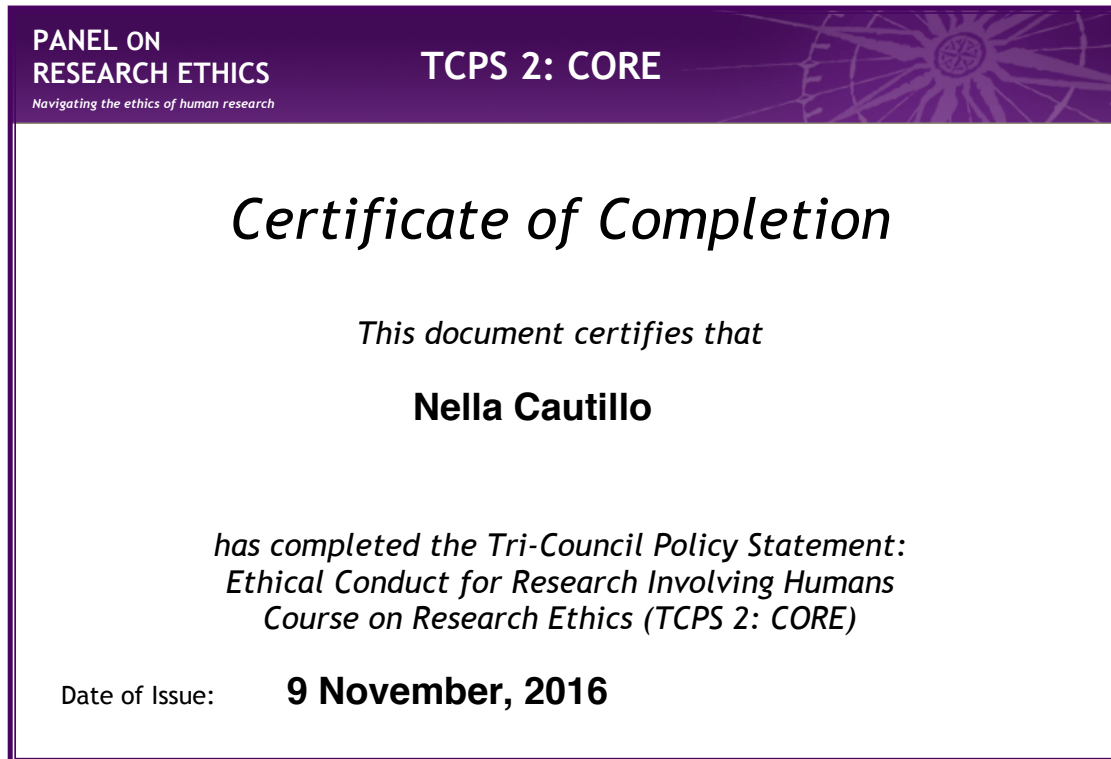 PANEL ON
RESEARCH ETHICS
Navigating the ethics of human research
TCPS 2: CORE
Certificate of Completion
This document certifies that
Nella Cautillo
has completed the Tri-Council Policy Statement:
Ethical Conduct for Research Involving Humans
Course on Research Ethics (TCPS 2: CORE)
Date of Issue: 9 November, 2016